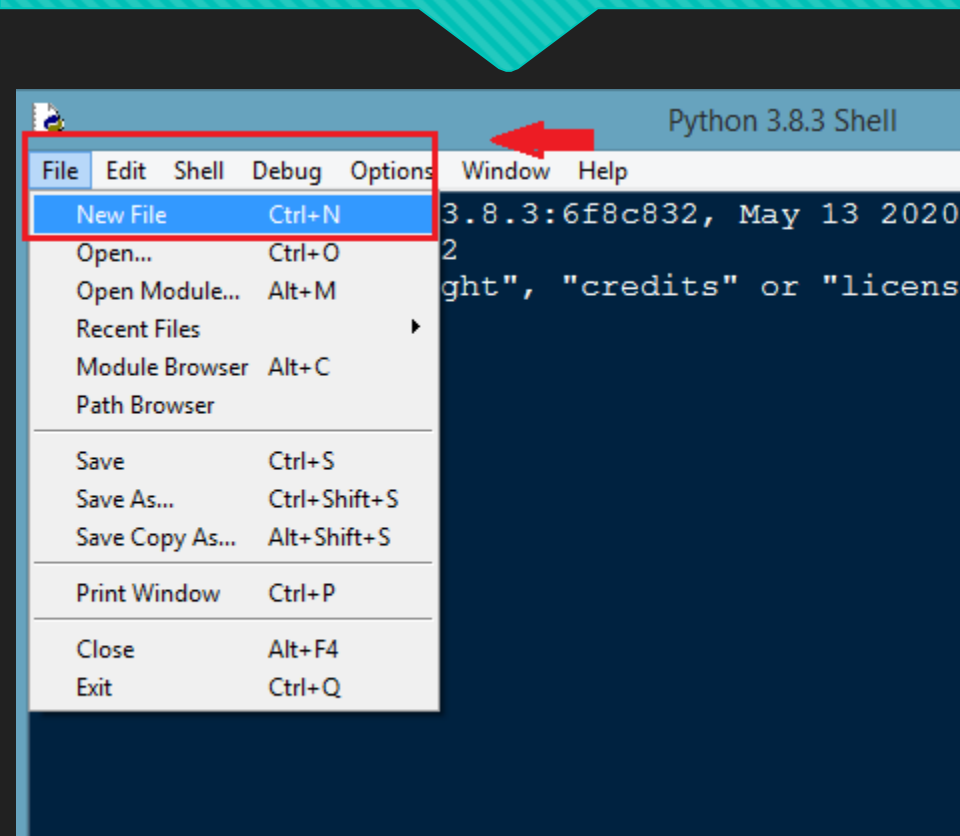 Python 3.8.3 Shell
File Edit Shell Debug Options Window Help
New File Ctrl+N
3.8.3:6f8c832, May 13 2020
Open... Ctrl+O
2
Open Module... Alt+M
ght", "credits" or "licens
Recent Files
Module Browser Alt+C
Path Browser
Save Ctrl+S
Save As... Ctrl+Shift+S
Save Copy As... Alt+Shift+S
Print Window Ctrl+P
Close Alt+F4
Exit Ctrl+Q